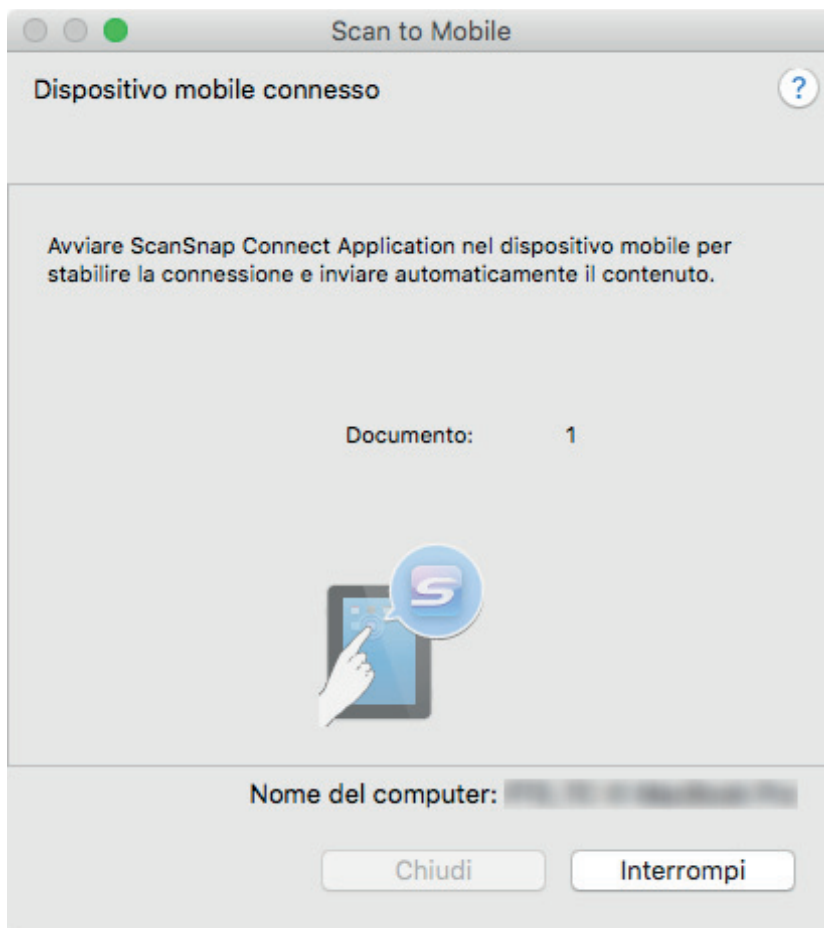 Scan to Mobile
Dispositivo mobile connesso
?
Avviare ScanSnap Connect Application nel dispositivo mobile per
stabilire la connessione e inviare automaticamente il contenuto.
Documento: 1
S
Nome del computer:
Chiudi
Interrompi